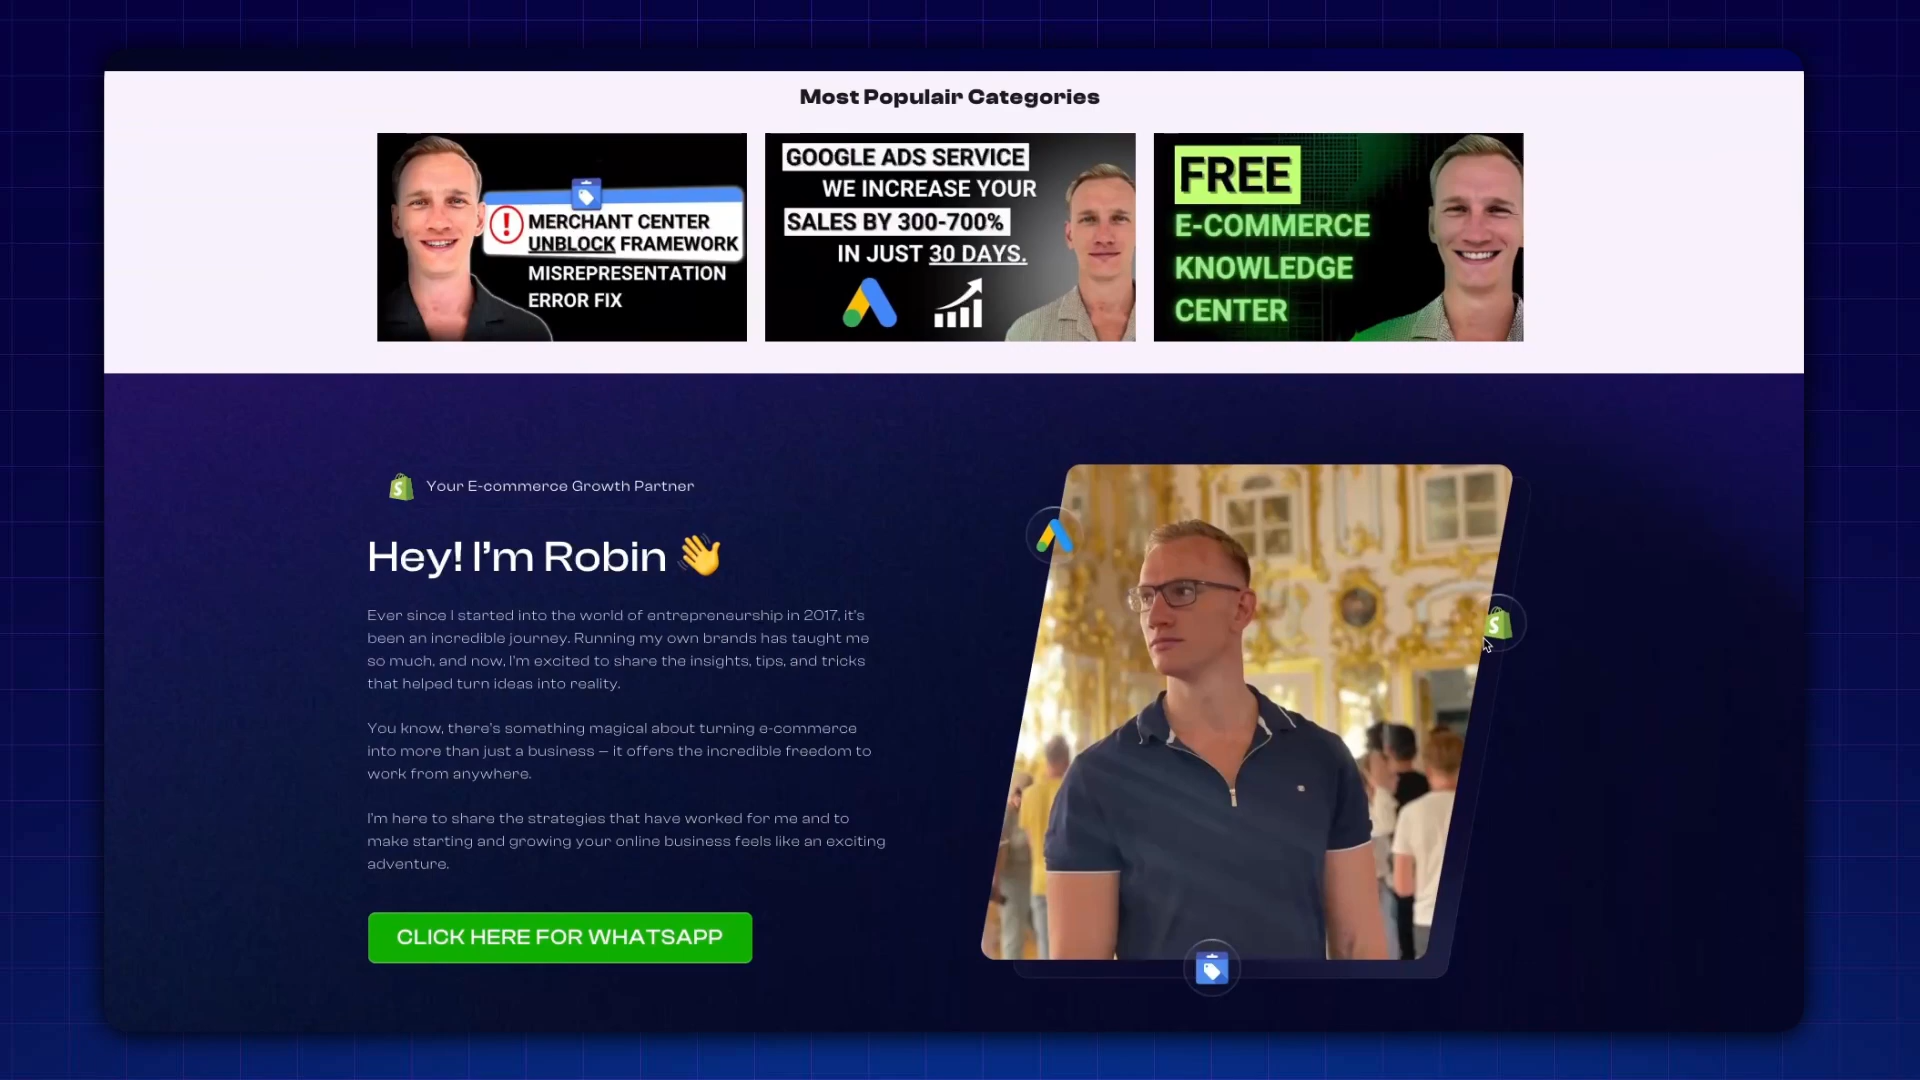 Most Populair Categories
MERCHANT CENTER
UNBLOCK FRAMEWORK
MISREPRESENTATION
ERROR FIX
GOOGLE ADS SERVICE
WE INCREASE YOUR
SALES BY 300-700%
IN JUST 30 DAYS.
FREE
E-COMMERCE
KNOWLEDGE
CENTER
Your E-commerce Growth Partner
Hey! I'm Robin 👋
Ever since I started into the world of entrepreneurship in 2017, it's
been an incredible journey. Running my own brands has taught me
so much, and now, I'm excited to share the insights, tips, and tricks
that helped turn ideas into reality.
You know, there's something magical about turning e-commerce
into more than just a business – it offers the incredible freedom to
work from anywhere.
I'm here to share the strategies that have worked for me and to
make starting and growing your online business feels like an exciting
adventure.
CLICK HERE FOR WHATSAPP